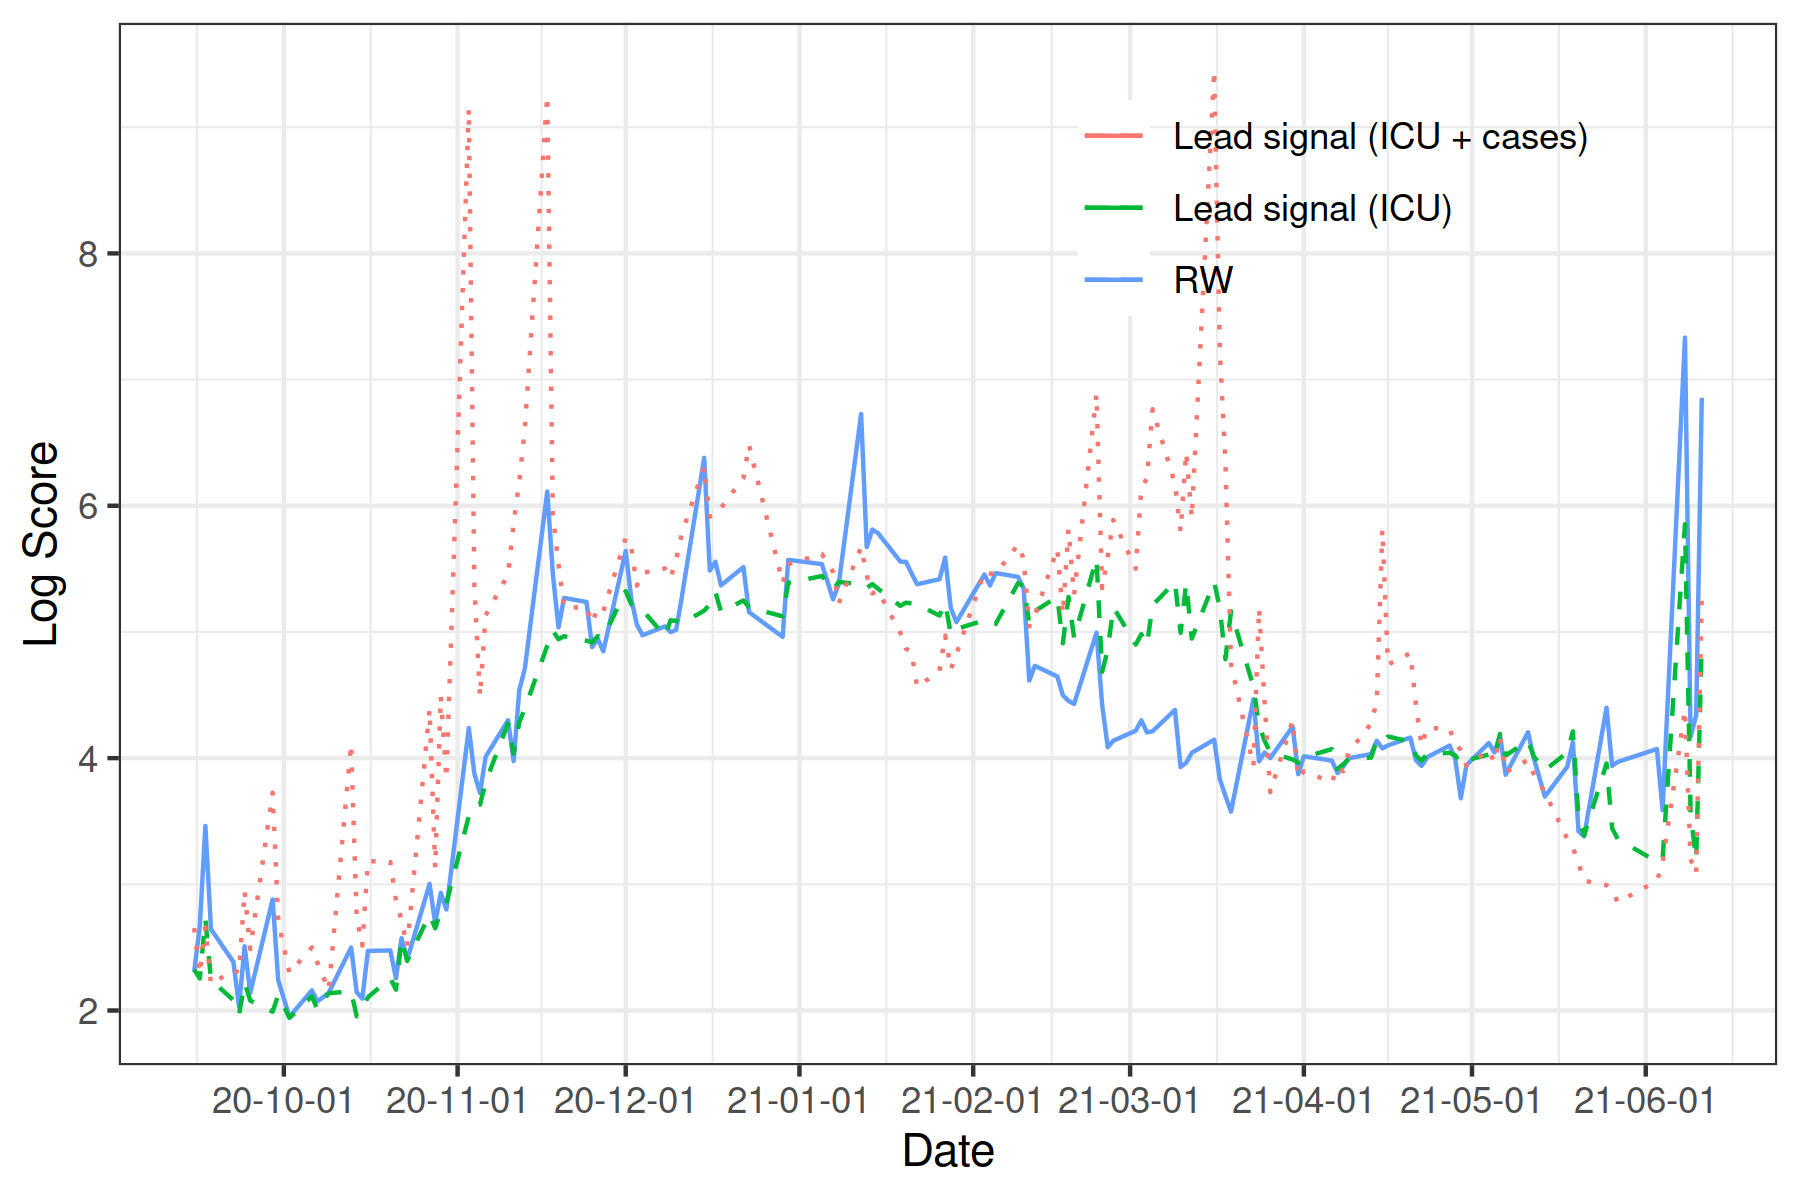 Lead signal (ICU + cases)
Lead signal (ICU)
RW
8
6
4
2
Log Score
20-10-01 20-11-01 20-12-01 21-01-01 21-02-01 21-03-01 21-04-01 21-05-01 21-06-01
Date